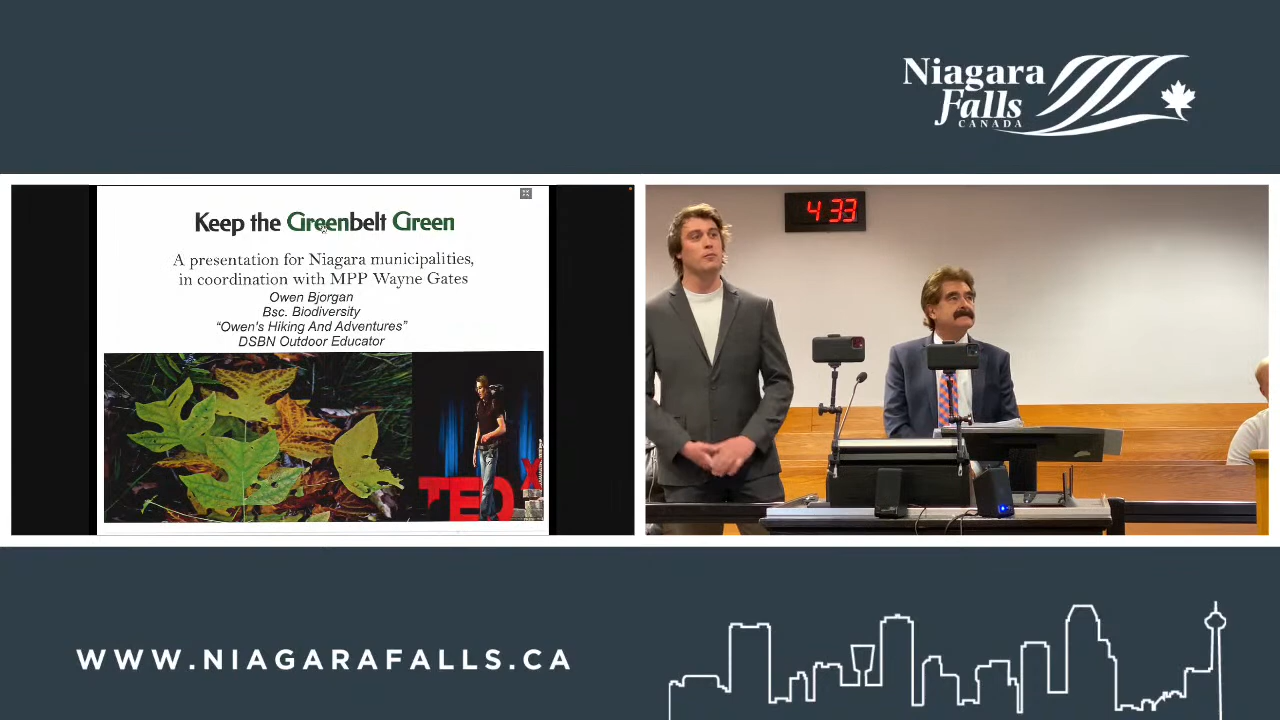 Niagara
Falls
CANADA
Keep the Greenbelt Green
A presentation for Niagara municipalities,
in coordination with MPP Wayne Gates
Owen Bjorgan
Bsc. Biodiversity
"Owen's Hiking And Adventures"
DSBN Outdoor Educator
TEDx
4 33
WWW.NIAGARAFALLS.CA